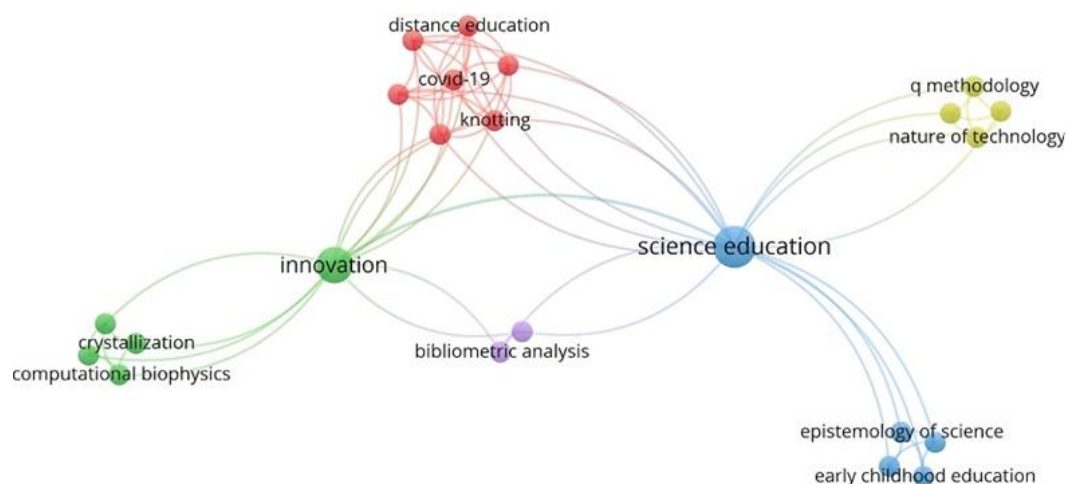 distance education
covid-19
q methodology
knotting
nature of technology
science education
innovation
crystallization
bibliometric analysis
computational biophysics
epistemology of science
early childhood education